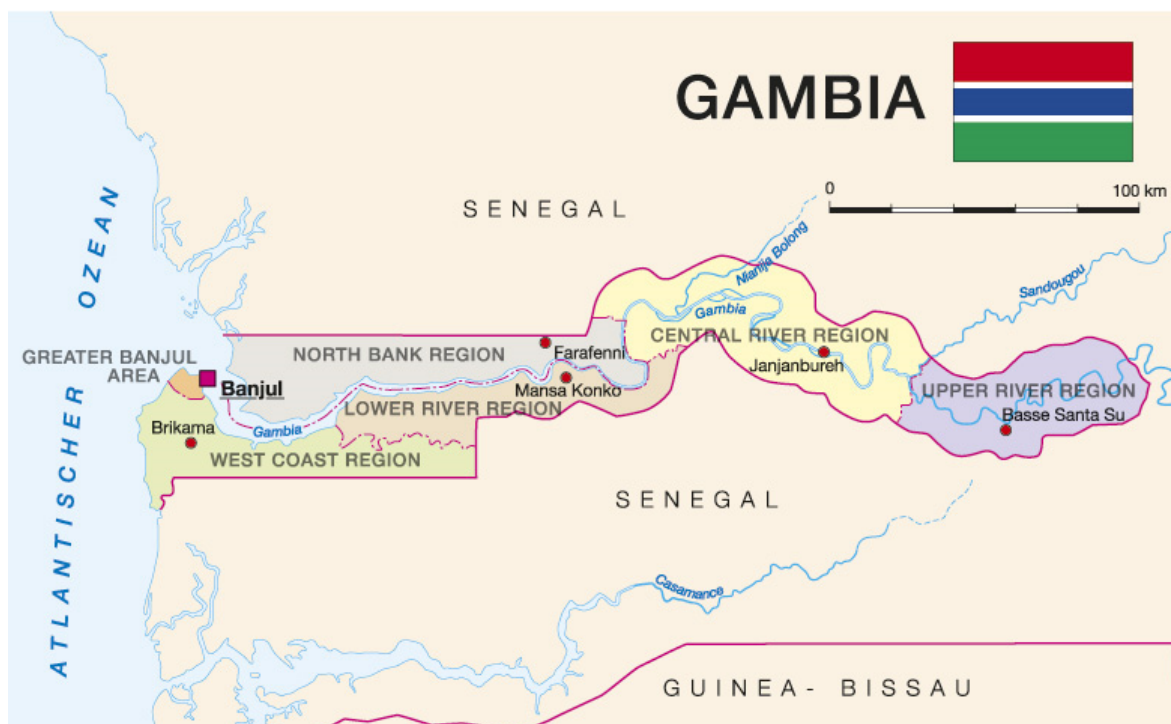 GAMBIA
0 100 km
SENEGAL
ATLANTISCHER OZEAN
Nianija Bolong
Sandougou
Gambia
CENTRAL RIVER REGION
NORTH BANK REGION
Farafenni
GREATER BANJUL
AREA
Janjanbureh
Banjul
Mansa Konko
UPPER RIVER REGION
LOWER RIVER REGION
Basse Santa Su
Brikama
Gambia
WEST COAST REGION
SENEGAL
Casamance
GUINEA- BISSAU